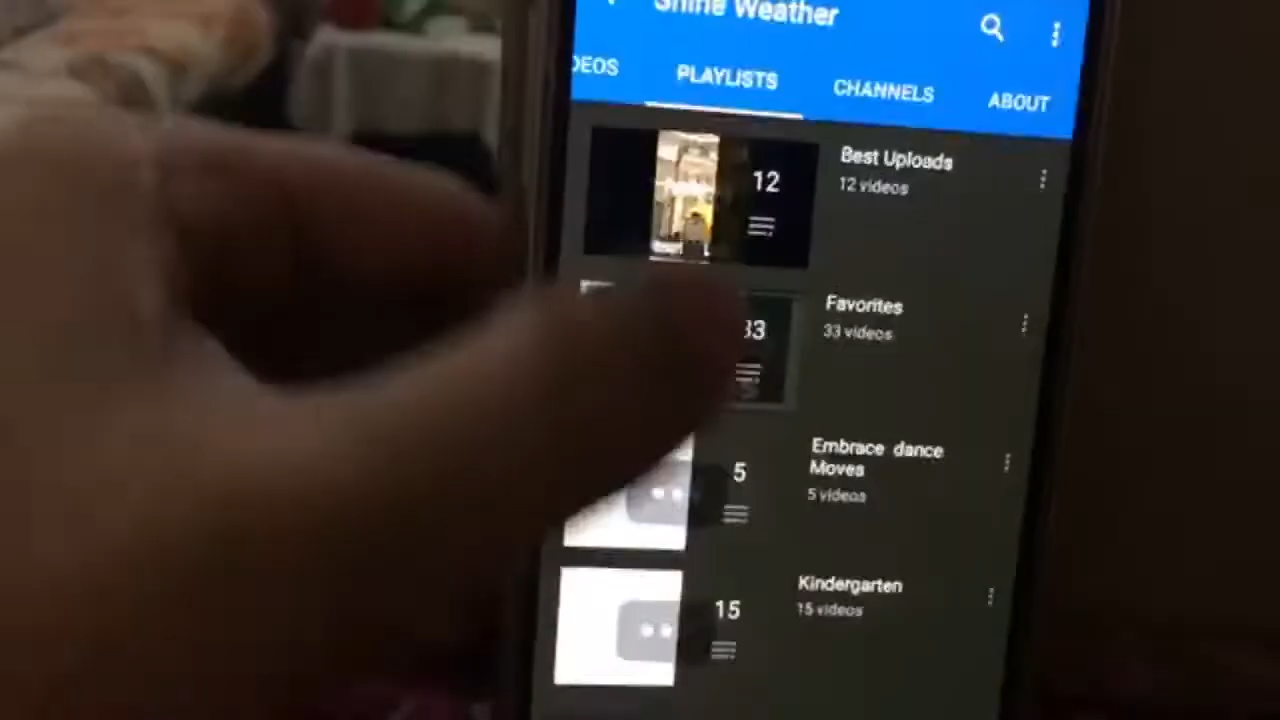 Shine Weather
DEOS PLAYLISTS CHANNELS ABOUT
12
Best Uploads
12 videos
33
Favorites
33 videos
5
Embrace dance
Moves
5 videos
15
Kindergarten
15 videos